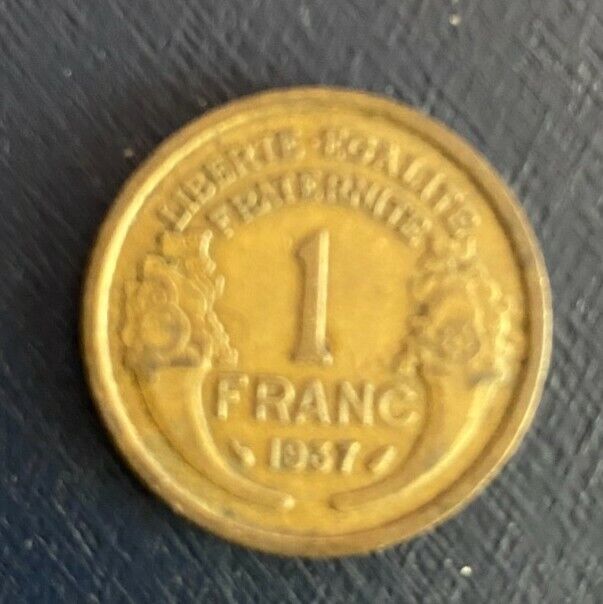 LIBERTE · EGALITE
FRATERNITE
1
FRANC
1937